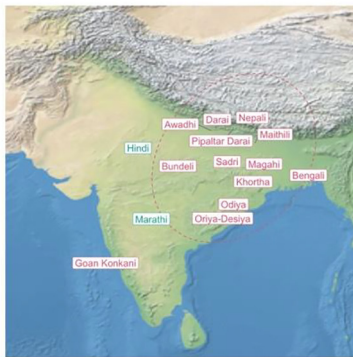 Darai
Nepali
Awadhi
Maithili
Pipaltar Darai
Hindi
Sadri
Magahi
Bundeli
Bengali
Khortha
Odiya
Marathi
Oriya-Desiya
Goan Konkani